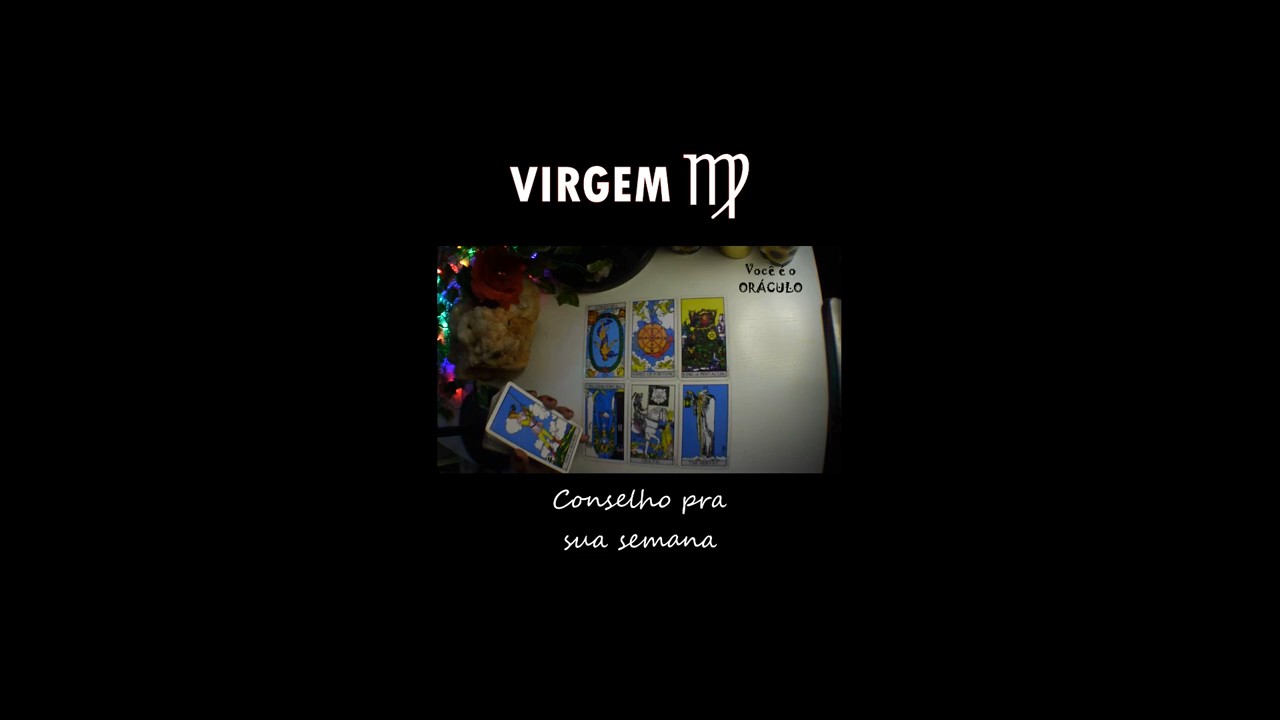 VIRGEM
Você é o
ORÁCULO
Conselho pra
sua semana